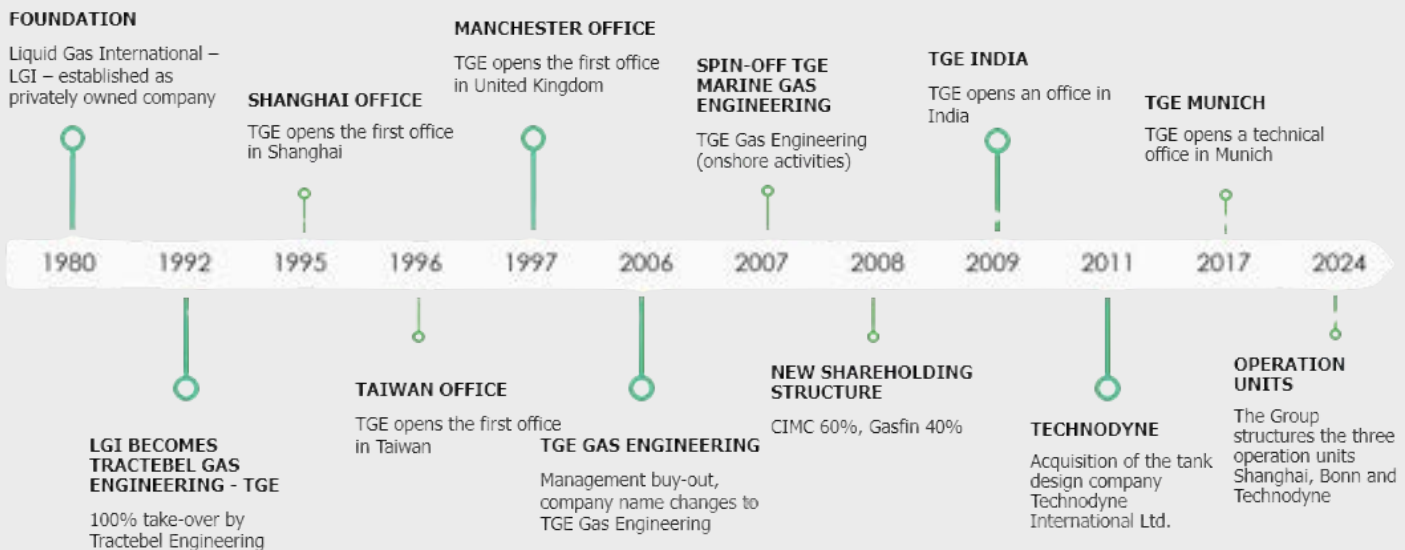 FOUNDATION
Liquid Gas International –
LGI – established as
privately owned company
SHANGHAI OFFICE
TGE opens the first office
in Shanghai
MANCHESTER OFFICE
TGE opens the first office
in United Kingdom
SPIN-OFF TGE
MARINE GAS
ENGINEERING
TGE Gas Engineering
(onshore activities)
TGE INDIA
TGE opens an office in
India
TGE MUNICH
TGE opens a technical
office in Munich
1980 1992 1995 1996 1997 2006 2007 2008 2009 2011 2017 2024
LGI BECOMES
TRACTEBEL GAS
ENGINEERING - TGE
100% take-over by
Tractebel Engineering
TAIWAN OFFICE
TGE opens the first office
in Taiwan
TGE GAS ENGINEERING
Management buy-out,
company name changes to
TGE Gas Engineering
NEW SHAREHOLDING
STRUCTURE
CIMC 60%, Gasfin 40%
TECHNODYNE
Acquisition of the tank
design company
Technodyne
International Ltd.
OPERATION
UNITS
The Group
structures the three
operation units
Shanghai, Bonn and
Technodyne